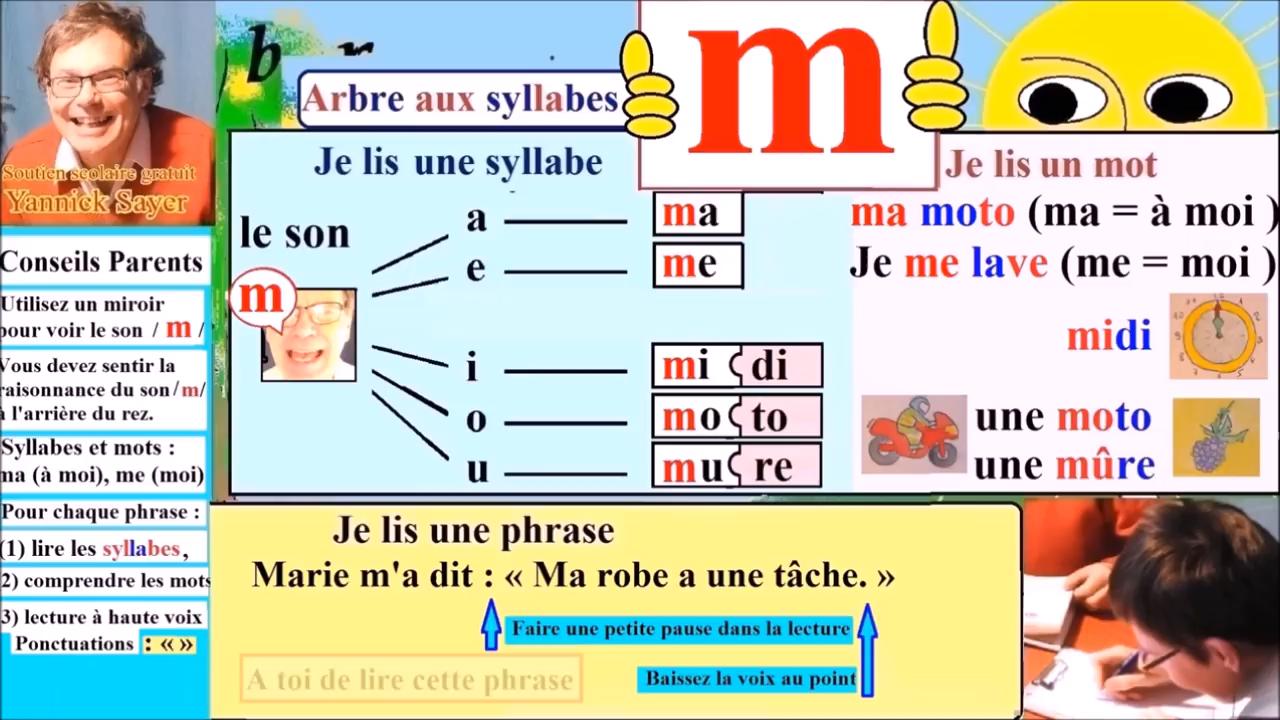 b r
Arbre aux syllabes
m
Soutien scolaire gratuit
Yannick Sayer
Conseils Parents
Utilisez un miroir
pour voir le son / m /
Vous devez sentir la
raisonnance du son / m/
à l'arrière du rez.
Syllabes et mots :
ma (à moi), me (moi)
Pour chaque phrase :
(1) lire les syllabes,
2) comprendre les mots
3) lecture à haute voix
Ponctuations : « »
Je lis une syllabe
le son
m
a ma
e me
i mi di
o mo to
u mu re
Je lis un mot
ma moto (ma = à moi )
Je me lave (me = moi )
midi
une moto
une mûre
Je lis une phrase
Marie m'a dit : « Ma robe a une tâche. »
Faire une petite pause dans la lecture
Baissez la voix au point
A toi de lire cette phrase